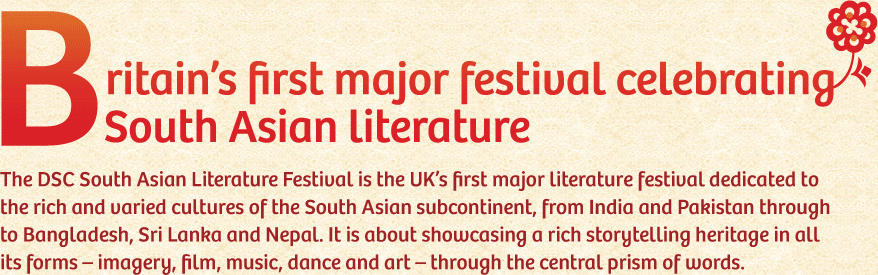 Britain’s first major festival celebrating
South Asian literature
The DSC South Asian Literature Festival is the UK’s first major literature festival dedicated to
the rich and varied cultures of the South Asian subcontinent, from India and Pakistan through
to Bangladesh, Sri Lanka and Nepal. It is about showcasing a rich storytelling heritage in all
its forms – imagery, film, music, dance and art – through the central prism of words.